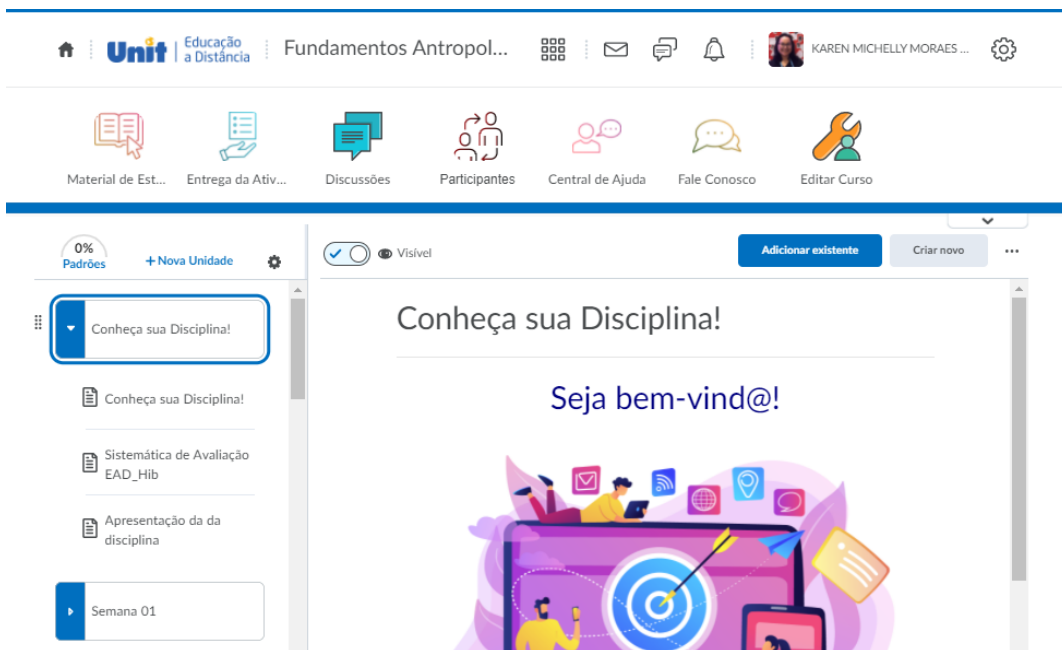 Unit
Educação
a Distância
Fundamentos Antropol...
KAREN MICHELLY MORAES ...
Material de Est...
Entrega da Ativ...
Discussões
Participantes
Central de Ajuda
Fale Conosco
Editar Curso
0%
Padrões
+ Nova Unidade
Visível
Adicionar existente
Criar novo
Conheça sua Disciplina!
Conheça sua Disciplina!
Sistemática de Avaliação
EAD_Hib
Apresentação da da
disciplina
Semana 01
Conheça sua Disciplina!
Seja bem-vind@!